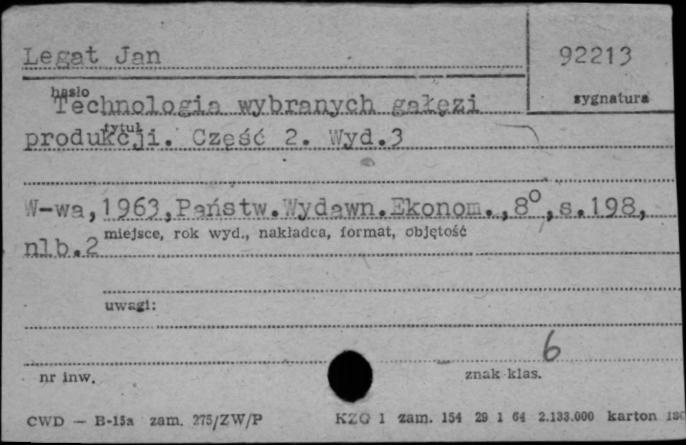 Legat Jan 92213
hasło sygnatura
Technologia wybranych gałęzi
tytuł
produkcji. Część 2. Wyd.3
W-wa,1963,Państw.Wydawn.Ekonom.,8°,s.198,
miejsce, rok wyd., nakładca, format, objętość
nlb.2
uwagi:
6
nr inw. znak klas.
CWD — B-15a zam. 275/ZW/P KZG 1 zam. 154 29 1 64 2.133.000 karton